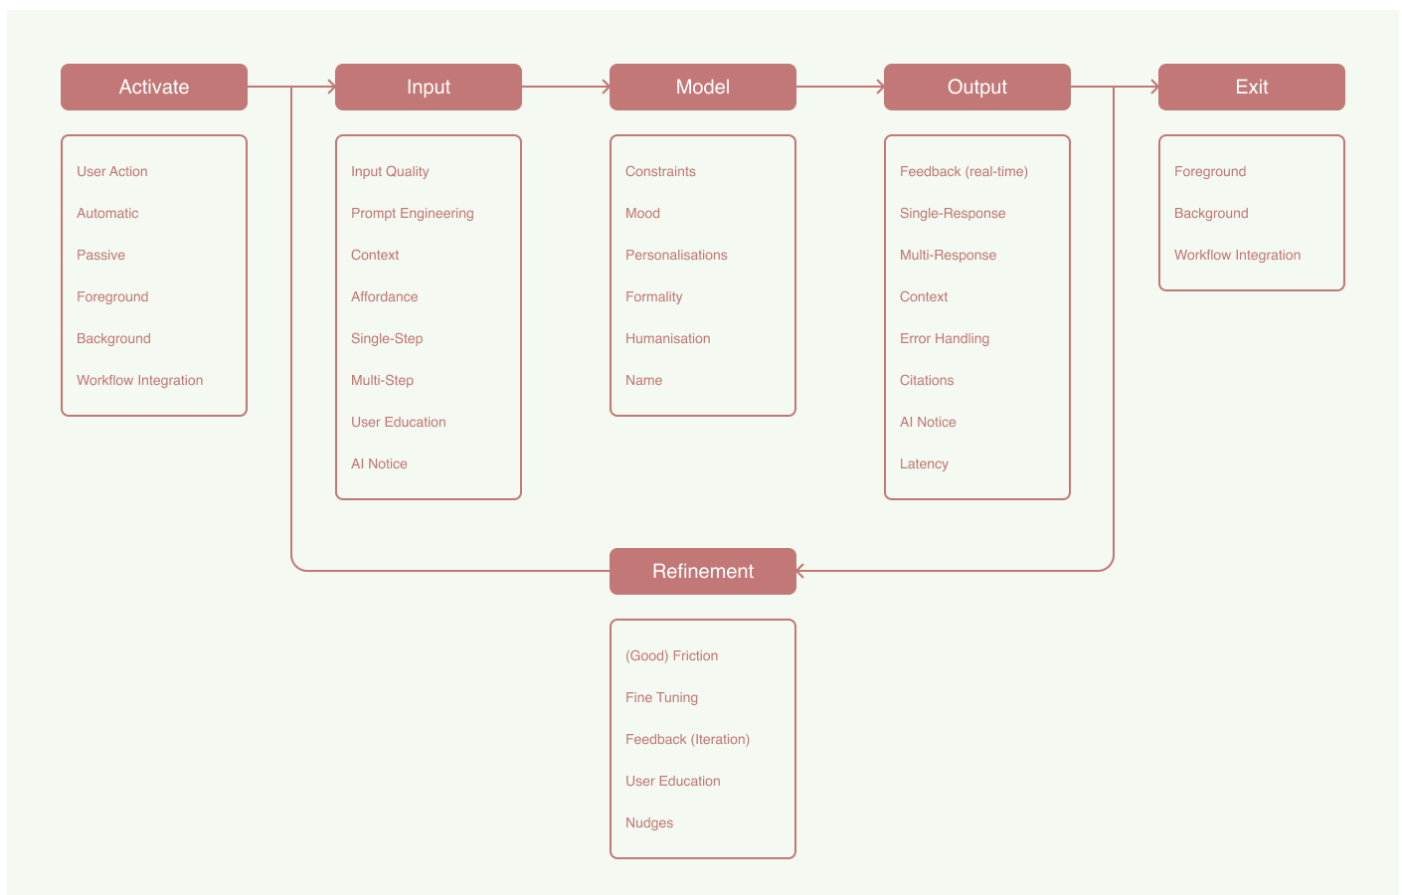 Activate
User Action
Automatic
Passive
Foreground
Background
Workflow Integration
Input
Input Quality
Prompt Engineering
Context
Affordance
Single-Step
Multi-Step
User Education
AI Notice
Model
Constraints
Mood
Personalisations
Formality
Humanisation
Name
Output
Feedback (real-time)
Single-Response
Multi-Response
Context
Error Handling
Citations
AI Notice
Latency
Exit
Foreground
Background
Workflow Integration
Refinement
(Good) Friction
Fine Tuning
Feedback (Iteration)
User Education
Nudges